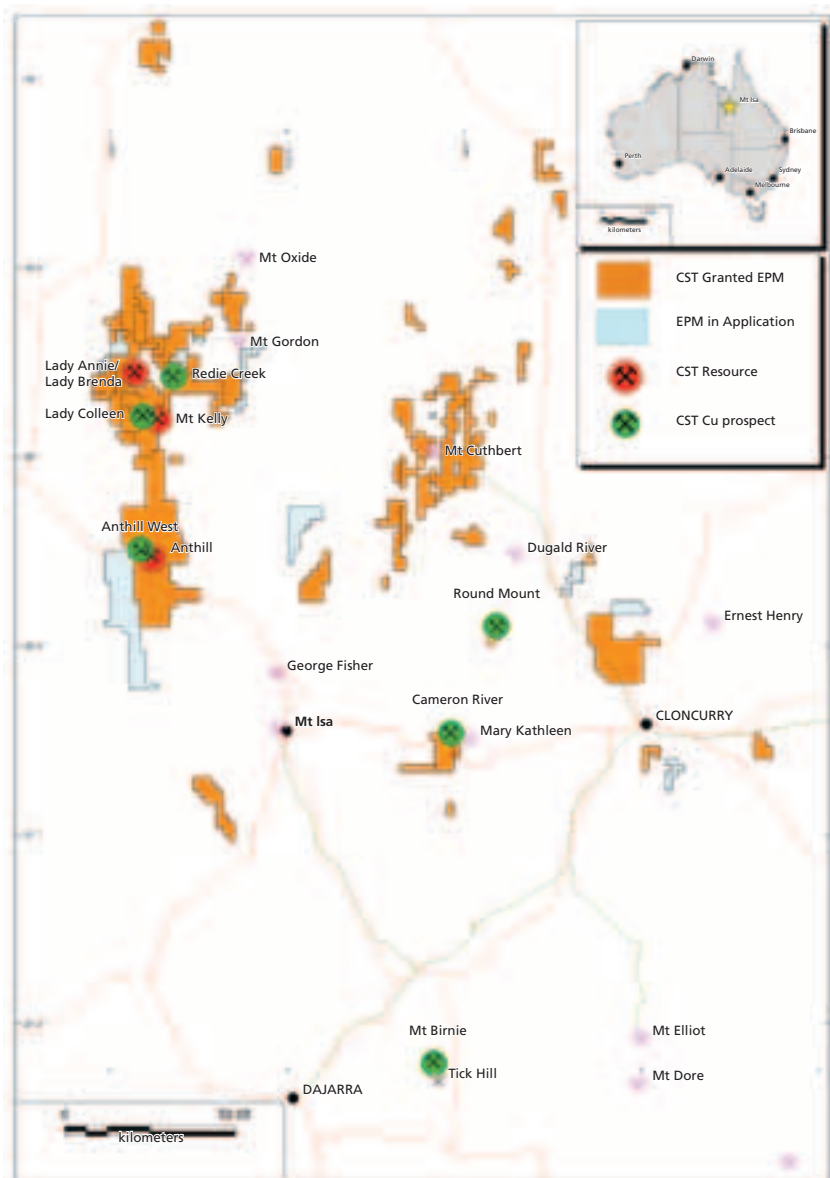 Darwin
Mt Isa
Brisbane
Perth
Adelaide
Sydney
Melbourne
kilometers
CST Granted EPM
EPM in Application
CST Resource
CST Cu prospect
Mt Oxide
Mt Gordon
Lady Annie/
Lady Brenda
Redie Creek
Lady Colleen
Mt Kelly
Mt Cuthbert
Anthill West
Anthill
Dugald River
Round Mount
Ernest Henry
George Fisher
Cameron River
Mt Isa
Mary Kathleen
CLONCURRY
Mt Birnie
Tick Hill
Mt Elliot
Mt Dore
DAJARRA
0
kilometers